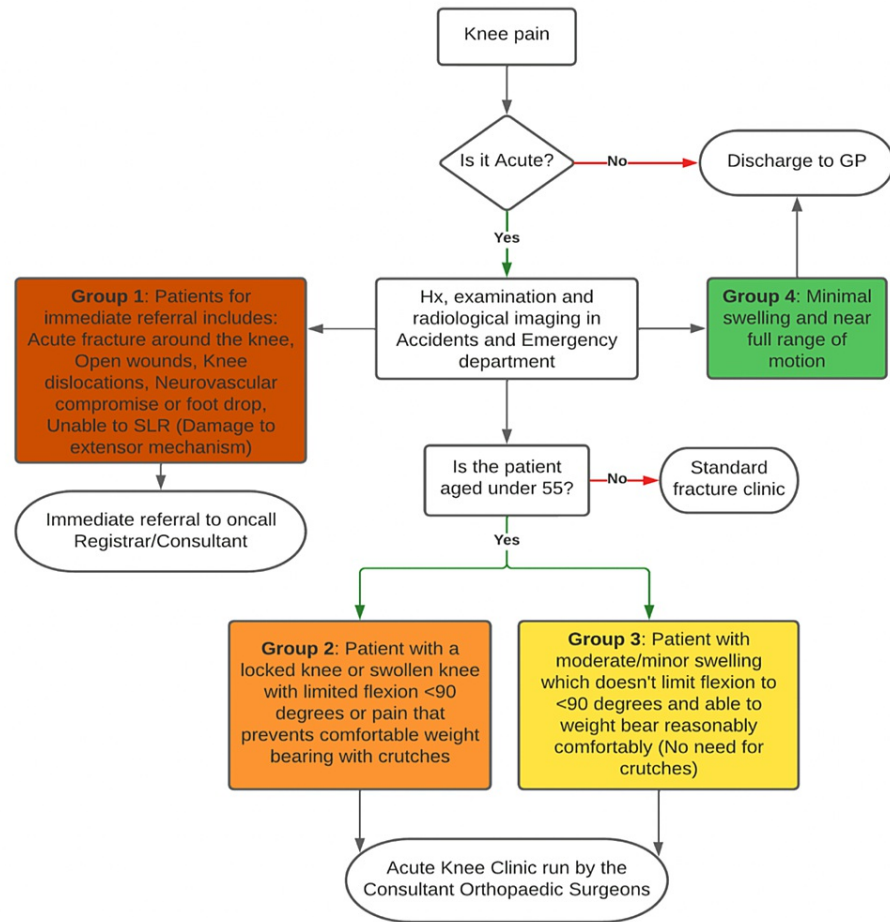 Knee pain
Is it Acute?
No
Discharge to GP
Yes
Group 1: Patients for
immediate referral includes:
Acute fracture around the knee,
Open wounds, Knee
dislocations, Neurovascular
compromise or foot drop,
Unable to SLR (Damage to
extensor mechanism)
Hx, examination and
radiological imaging in
Accidents and Emergency
department
Group 4: Minimal
swelling and near
full range of
motion
Immediate referral to oncall
Registrar/Consultant
Is the patient
aged under 55?
No
Standard
fracture clinic
Yes
Group 2: Patient with a
locked knee or swollen knee
with limited flexion <90
degrees or pain that
prevents comfortable weight
bearing with crutches
Group 3: Patient with
moderate/minor swelling
which doesn't limit flexion to
<90 degrees and able to
weight bear reasonably
comfortably (No need for
crutches)
Acute Knee Clinic run by the
Consultant Orthopaedic Surgeons